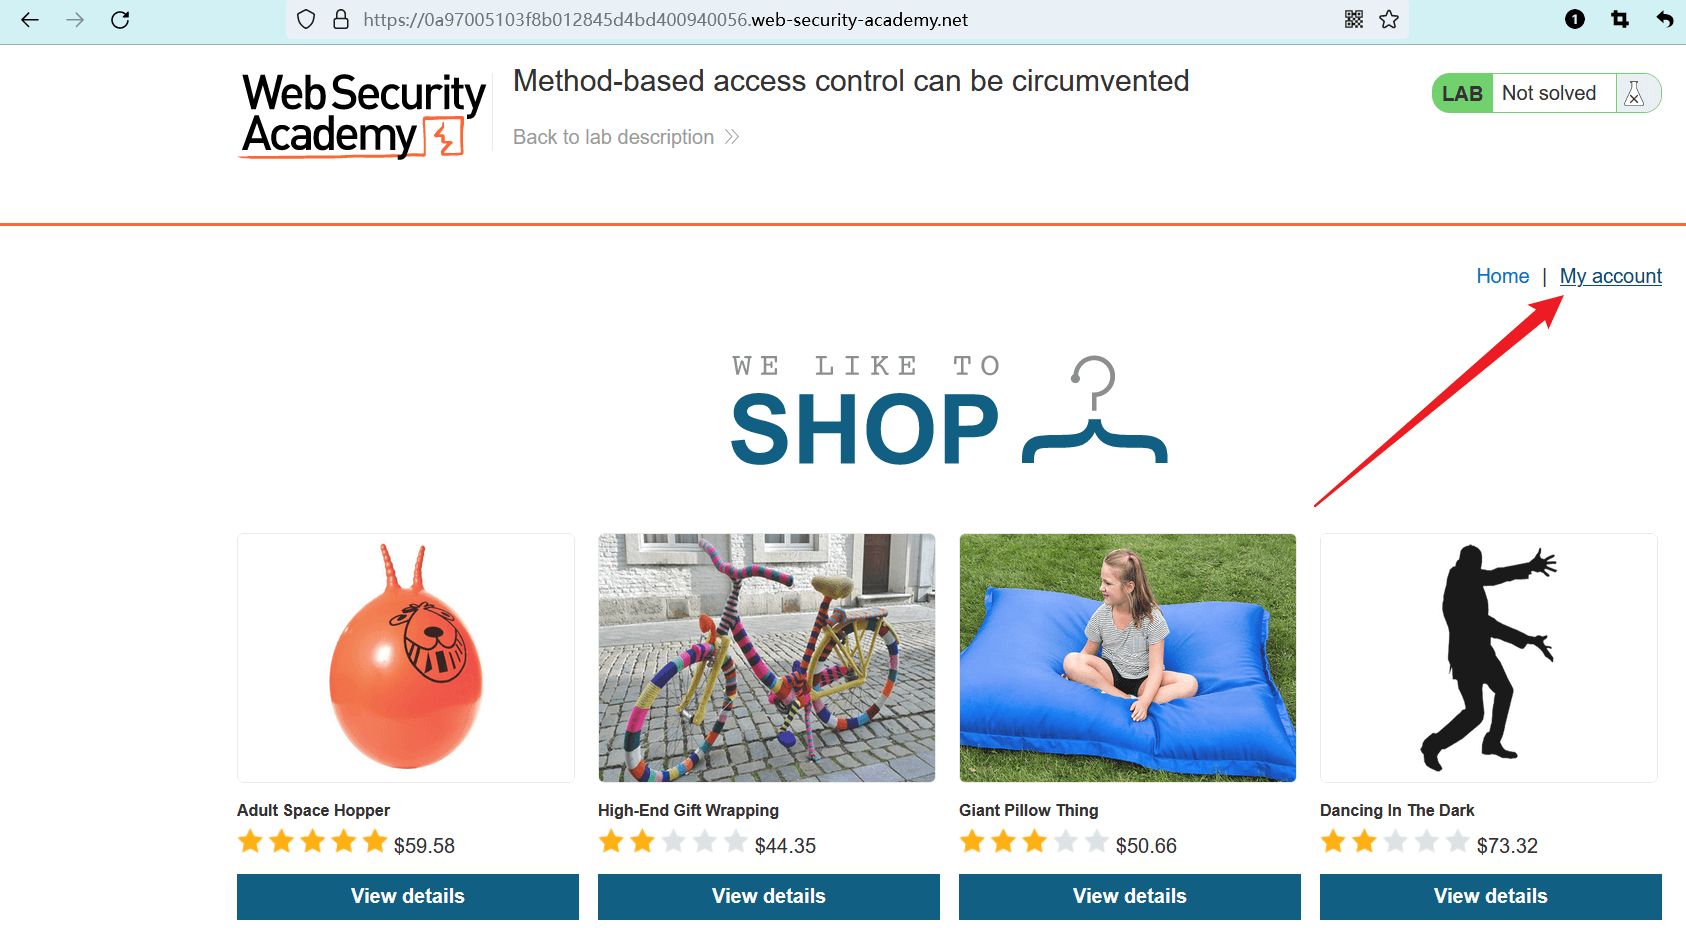 https://0a97005103f8b012845d4bd400940056.web-security-academy.net
1
Web Security
Academy
Method-based access control can be circumvented
Back to lab description
LAB Not solved
Home | My account
WE LIKE TO
SHOP
Adult Space Hopper
$59.58
View details
High-End Gift Wrapping
$44.35
View details
Giant Pillow Thing
$50.66
View details
Dancing In The Dark
$73.32
View details